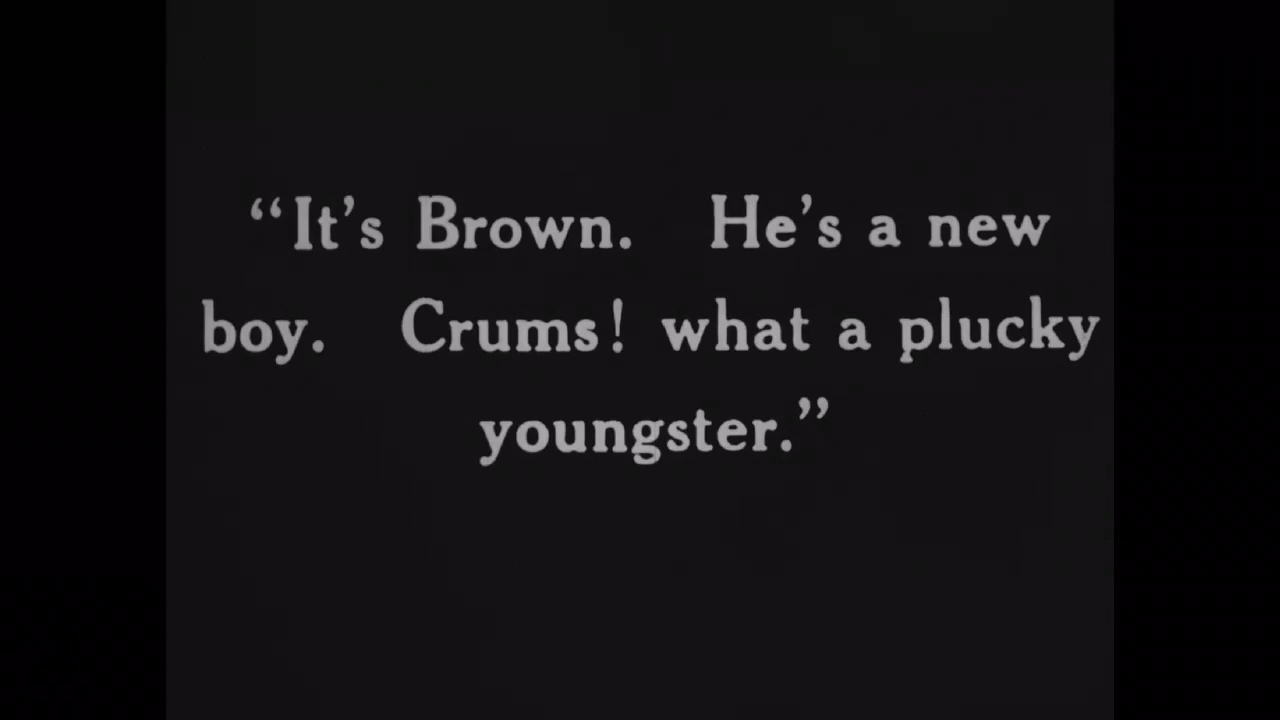 “It’s Brown. He’s a new
boy. Crums! what a plucky
youngster.”